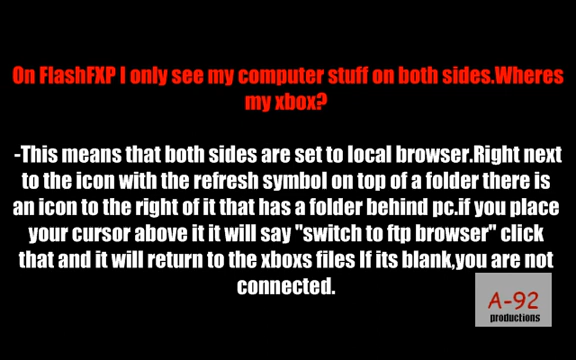 On FlashFXP I only see my computer stuff on both sides.Wheres
my xbox?
-This means that both sides are set to local browser.Right next
to the icon with the refresh symbol on top of a folder there is
an icon to the right of it that has a folder behind pc.if you place
your cursor above it it will say "switch to ftp browser" click
that and it will return to the xboxs files If its blank,you are not
connected.
A-92
productions